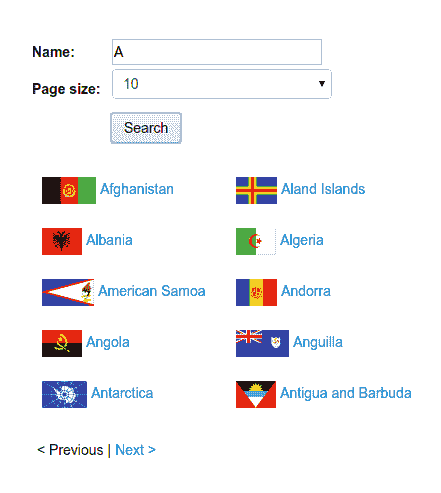 Name: A
Page size: 10
Search
Afghanistan Aland Islands
Albania Algeria
American Samoa Andorra
Angola Anguilla
Antarctica Antigua and Barbuda
< Previous | Next >